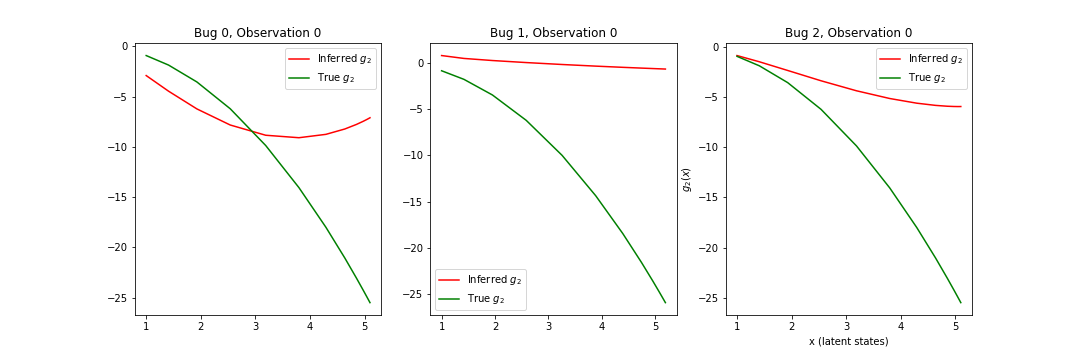 Bug 0, Observation 0
0
−5
−10
−15
−20
−25
1 2 3 4 5
Inferred g₂
True g₂
Bug 1, Observation 0
0
−5
−10
−15
−20
−25
1 2 3 4 5
Inferred g₂
True g₂
Bug 2, Observation 0
g₂(x)
0
−5
−10
−15
−20
−25
1 2 3 4 5
x (latent states)
Inferred g₂
True g₂